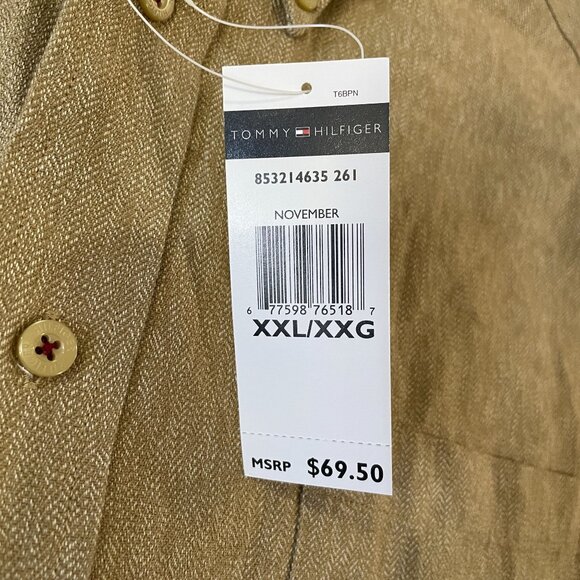 T6BPN
TOMMY HILFIGER
853214635 261
NOVEMBER
6 77598 76518 7
XXL/XXG
MSRP $69.50